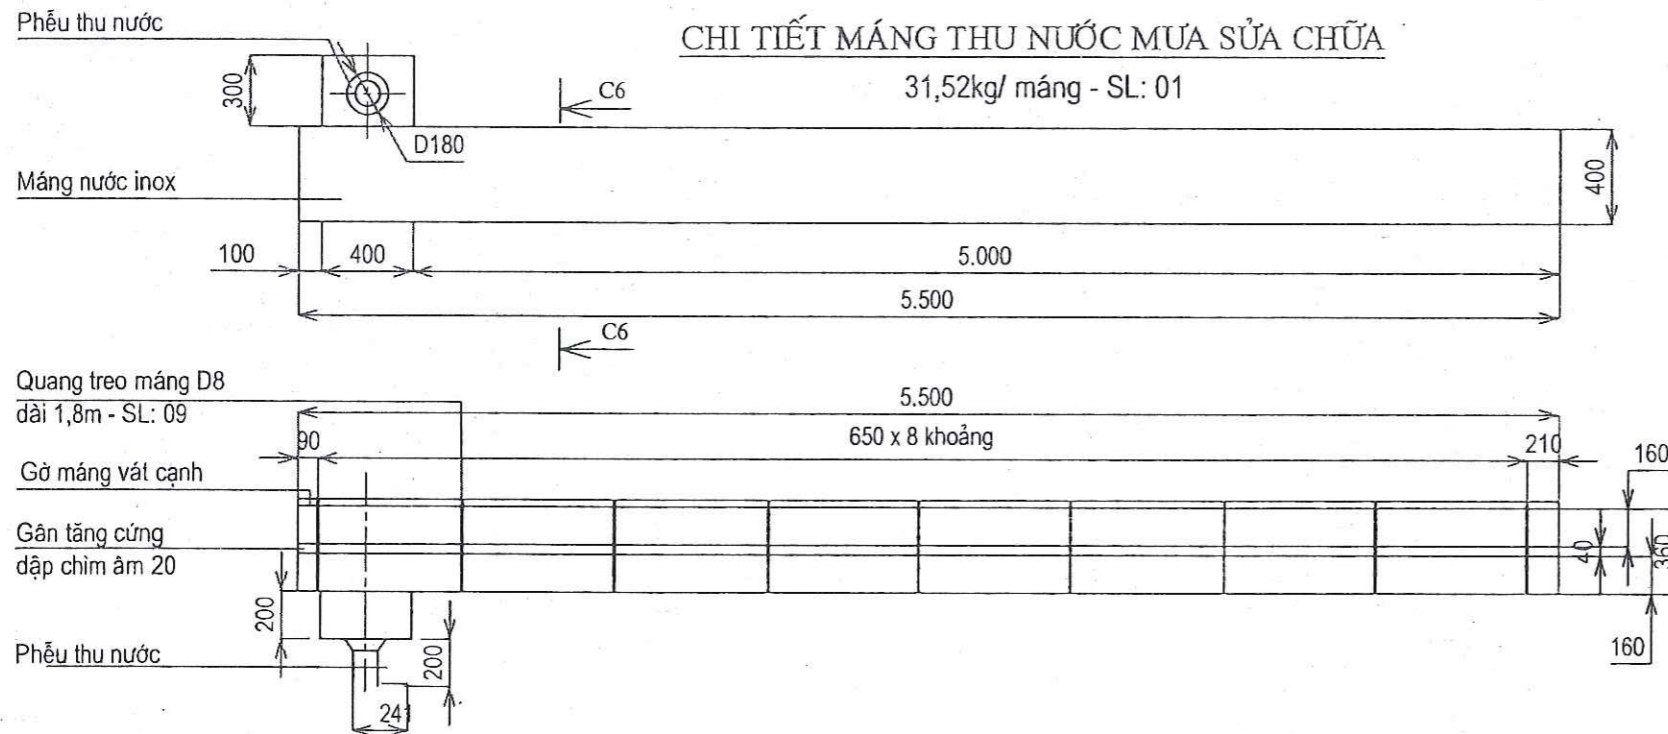 Phễu thu nước
CHI TIẾT MÁNG THU NƯỚC MƯA SỬA CHỮA
31,52kg/ máng - SL: 01
300
C6
D180
Máng nước inox
400
100
400
5.000
5.500
C6
Quang treo máng D8
dài 1,8m - SL: 09
5.500
90
650 x 8 khoảng
210
160
Gờ máng vát cạnh
Gân tăng cứng
dập chìm âm 20
40
360
200
Phễu thu nước
200
160
241